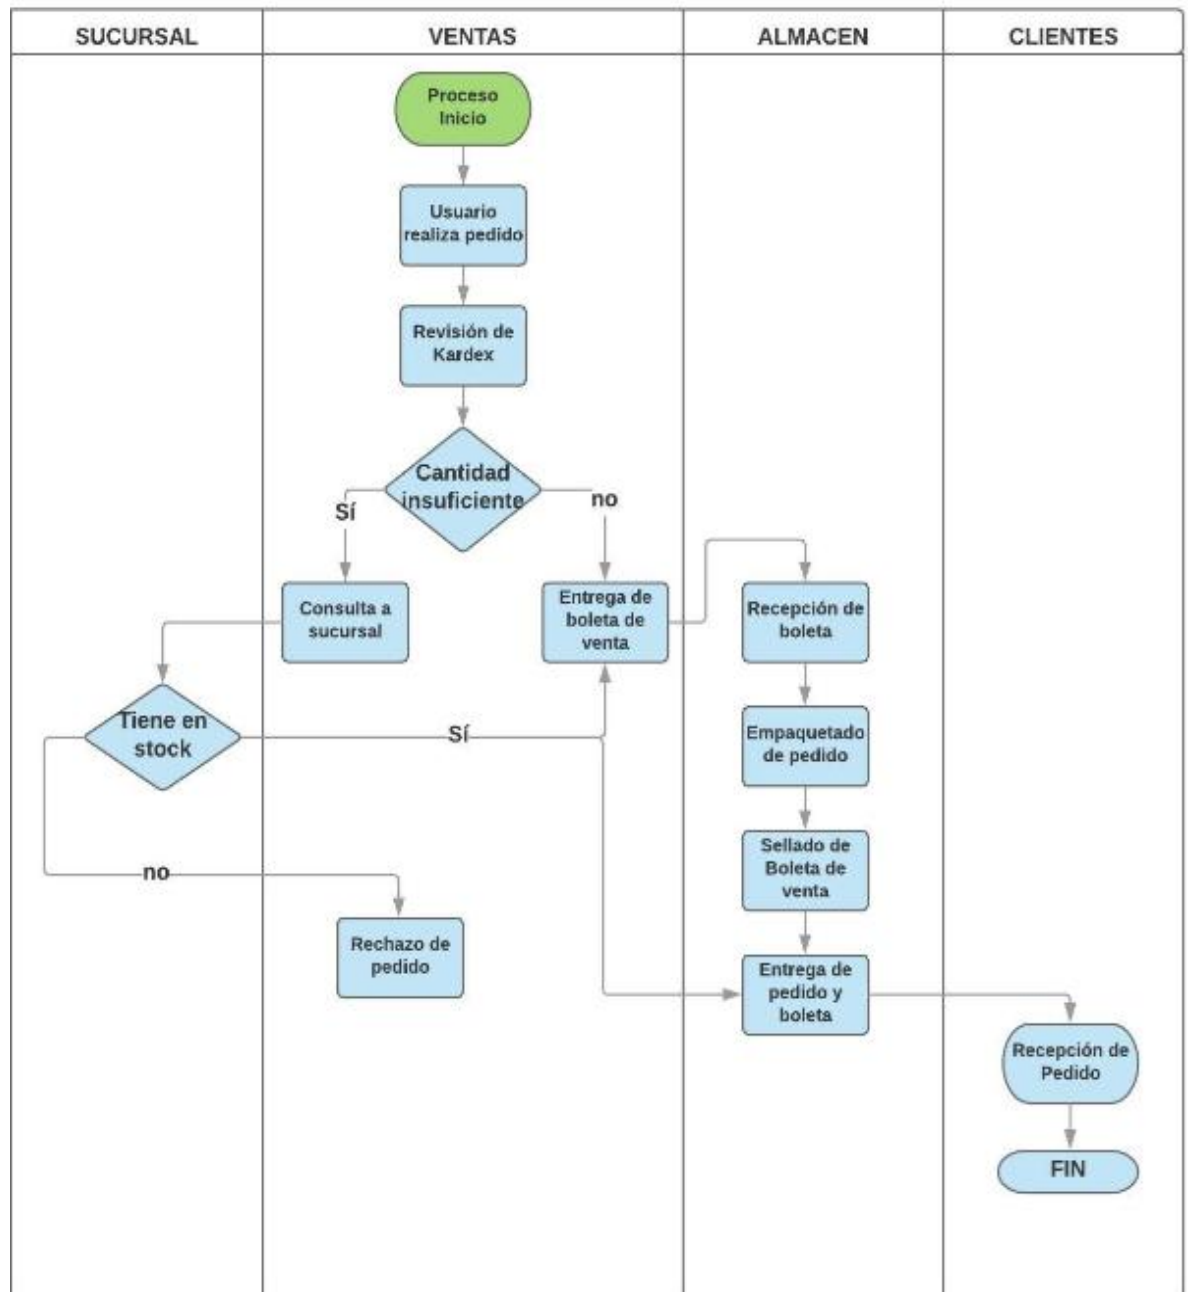 SUCURSAL
VENTAS
ALMACEN
CLIENTES
Proceso
Inicio
Usuario
realiza pedido
Revisión de
Kardex
Cantidad
insuficiente
Sí
no
Consulta a
sucursal
Entrega de
boleta de
venta
Recepción de
boleta
Tiene en
stock
Sí
Empaquetado
de pedido
no
Sellado de
Boleta de
venta
Rechazo de
pedido
Entrega de
pedido y
boleta
Recepción de
Pedido
FIN